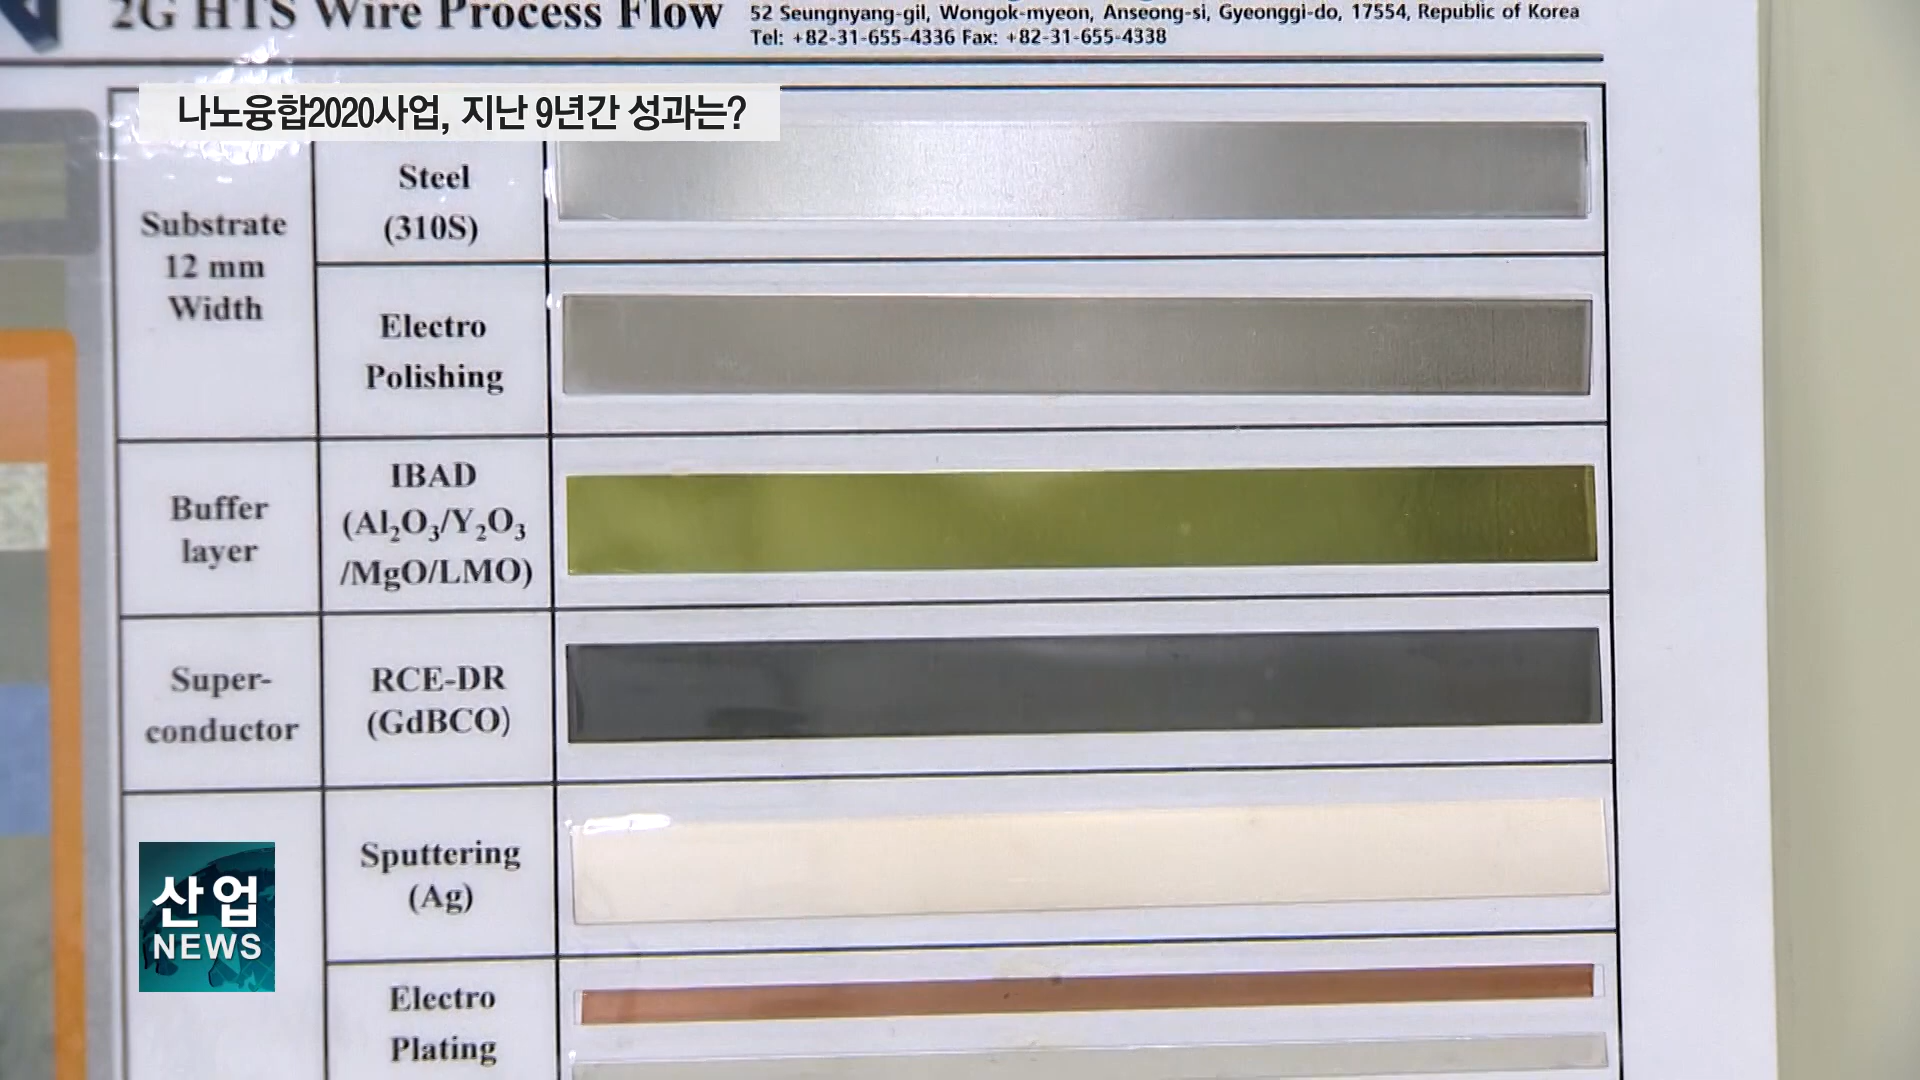 2G HTS Wire Process Flow
52 Seungnyang-gil, Wongok-myeon, Anseong-si, Gyeonggi-do, 17554, Republic of Korea
Tel: +82-31-655-4336 Fax: +82-31-655-4338
나노융합2020사업, 지난 9년간 성과는?
Substrate
12 mm
Width
Steel
(310S)
Electro
Polishing
Buffer
layer
IBAD
(Al₂O₃/Y₂O₃
/MgO/LMO)
Super-
conductor
RCE-DR
(GdBCO)
Sputtering
(Ag)
Electro
Plating
산업
NEWS